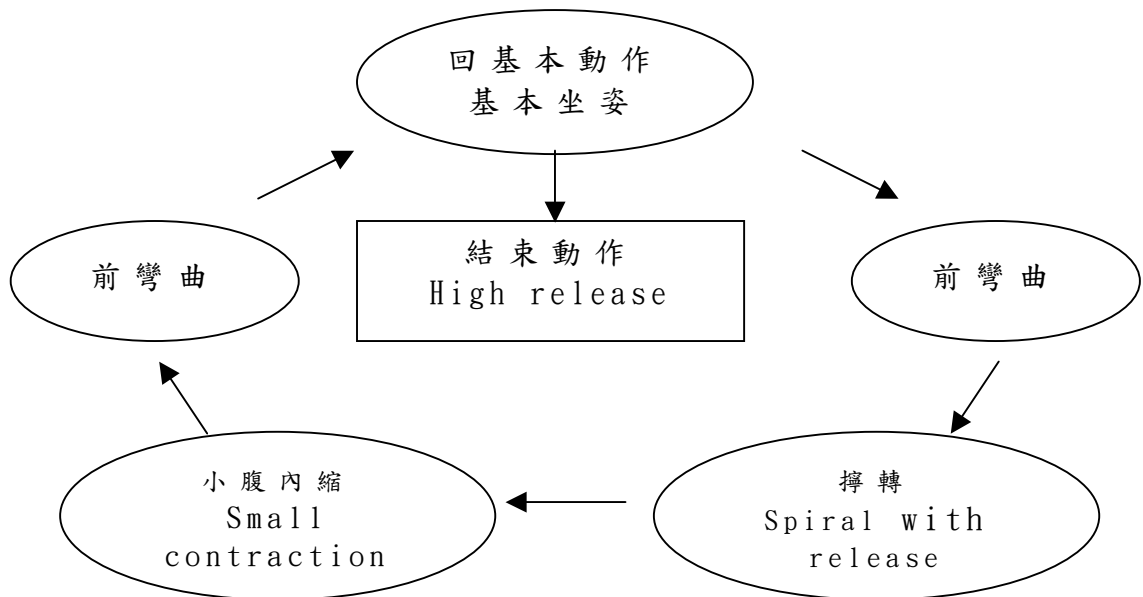 回基本動作
基本坐姿
前彎曲
結束動作
High release
前彎曲
小腹內縮
Small
contraction
擰轉
Spiral with
release